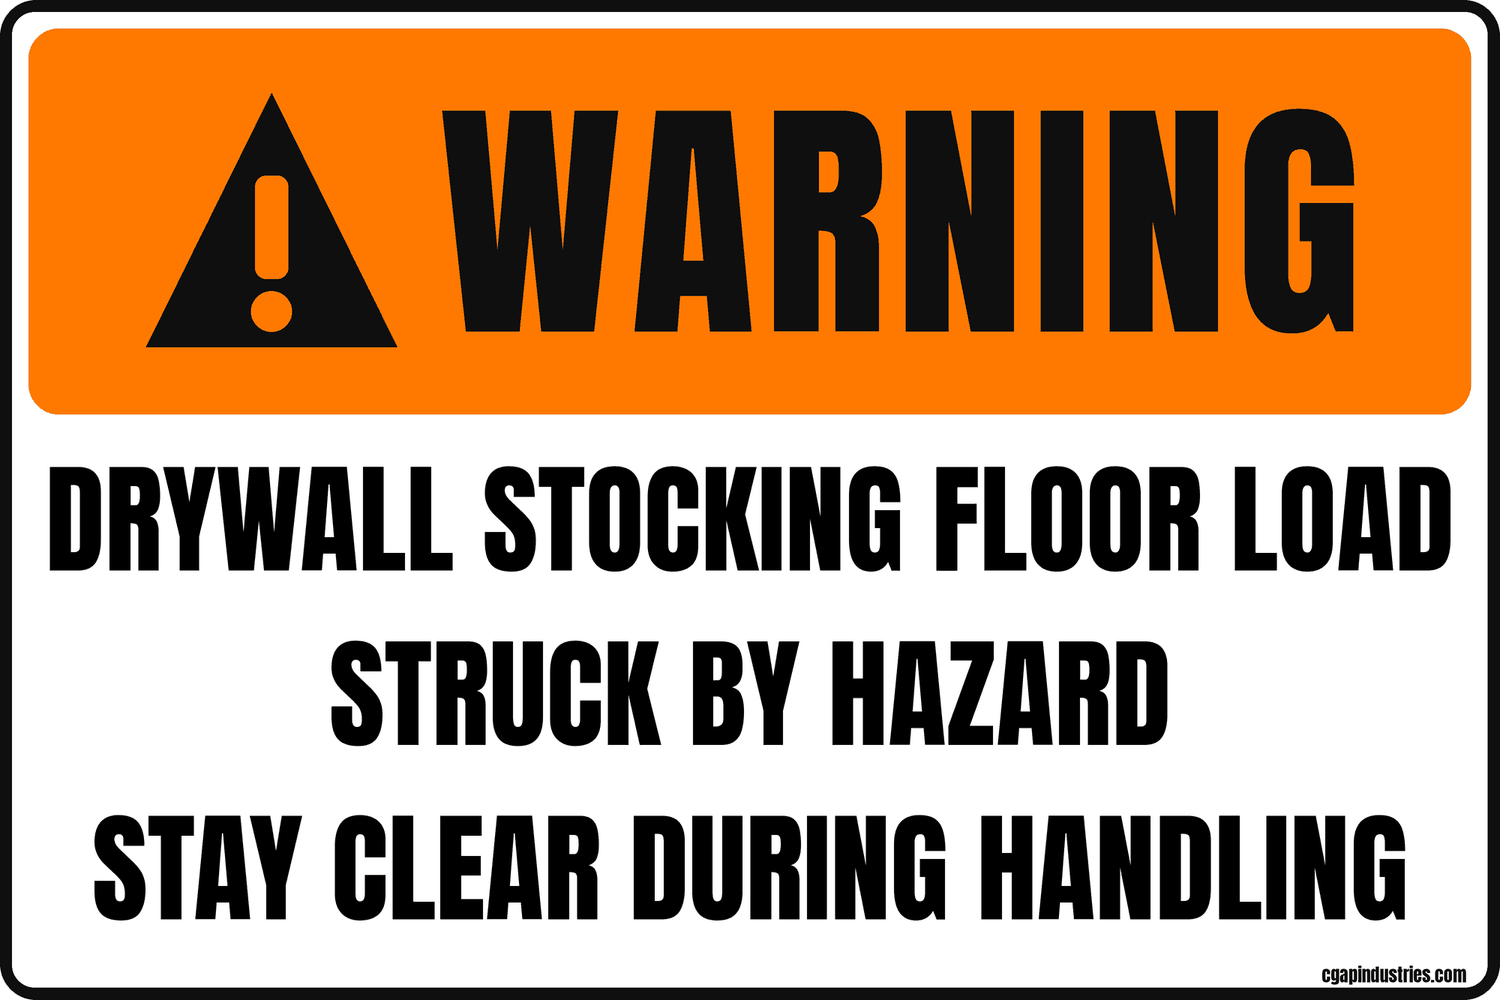 WARNING
DRYWALL STOCKING FLOOR LOAD
STRUCK BY HAZARD
STAY CLEAR DURING HANDLING
cgapindustries.com